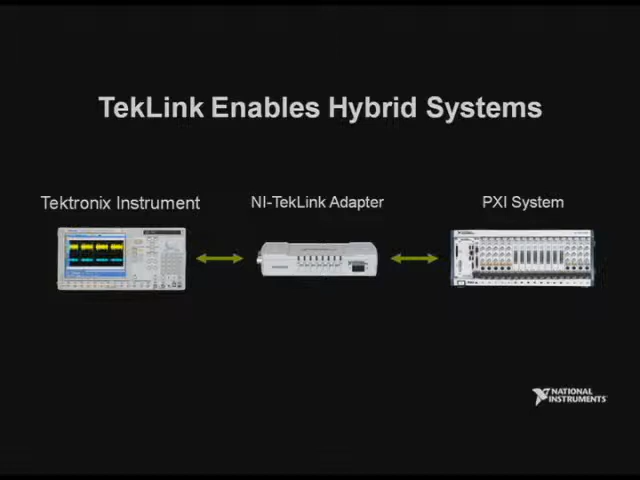 TekLink Enables Hybrid Systems
Tektronix Instrument
NI-TekLink Adapter
PXI System
NATIONAL
INSTRUMENTS